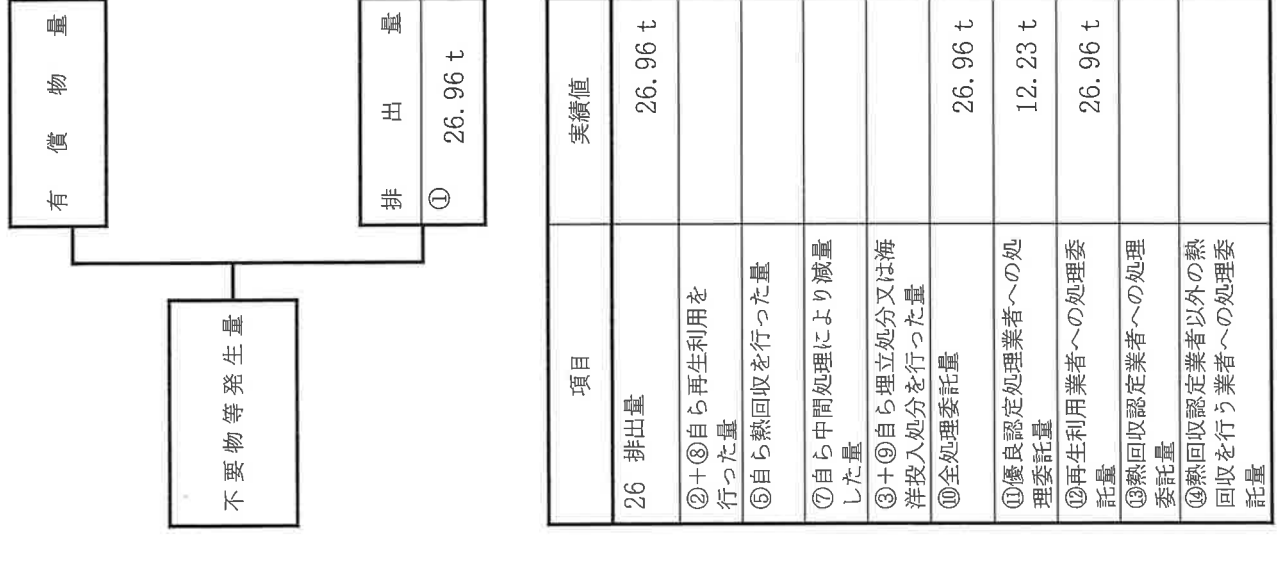 有償物量
不要物等発生量
排出量
① 26.96 t
項目 実績値
26 排出量 26.96 t
②+⑧自ら再生利用を
行った量
⑤自ら熱回収を行った量
⑦自ら中間処理により減量
した量
③+⑨自ら埋立処分又は海
洋投入処分を行った量
⑩全処理委託量 26.96 t
⑪優良認定処理業者への処
理委託量 12.23 t
⑫再生利用業者への処理委
託量 26.96 t
⑬熱回収認定業者への処理
委託量
⑭熱回収認定業者以外の熱
回収を行う業者への処理委
託量